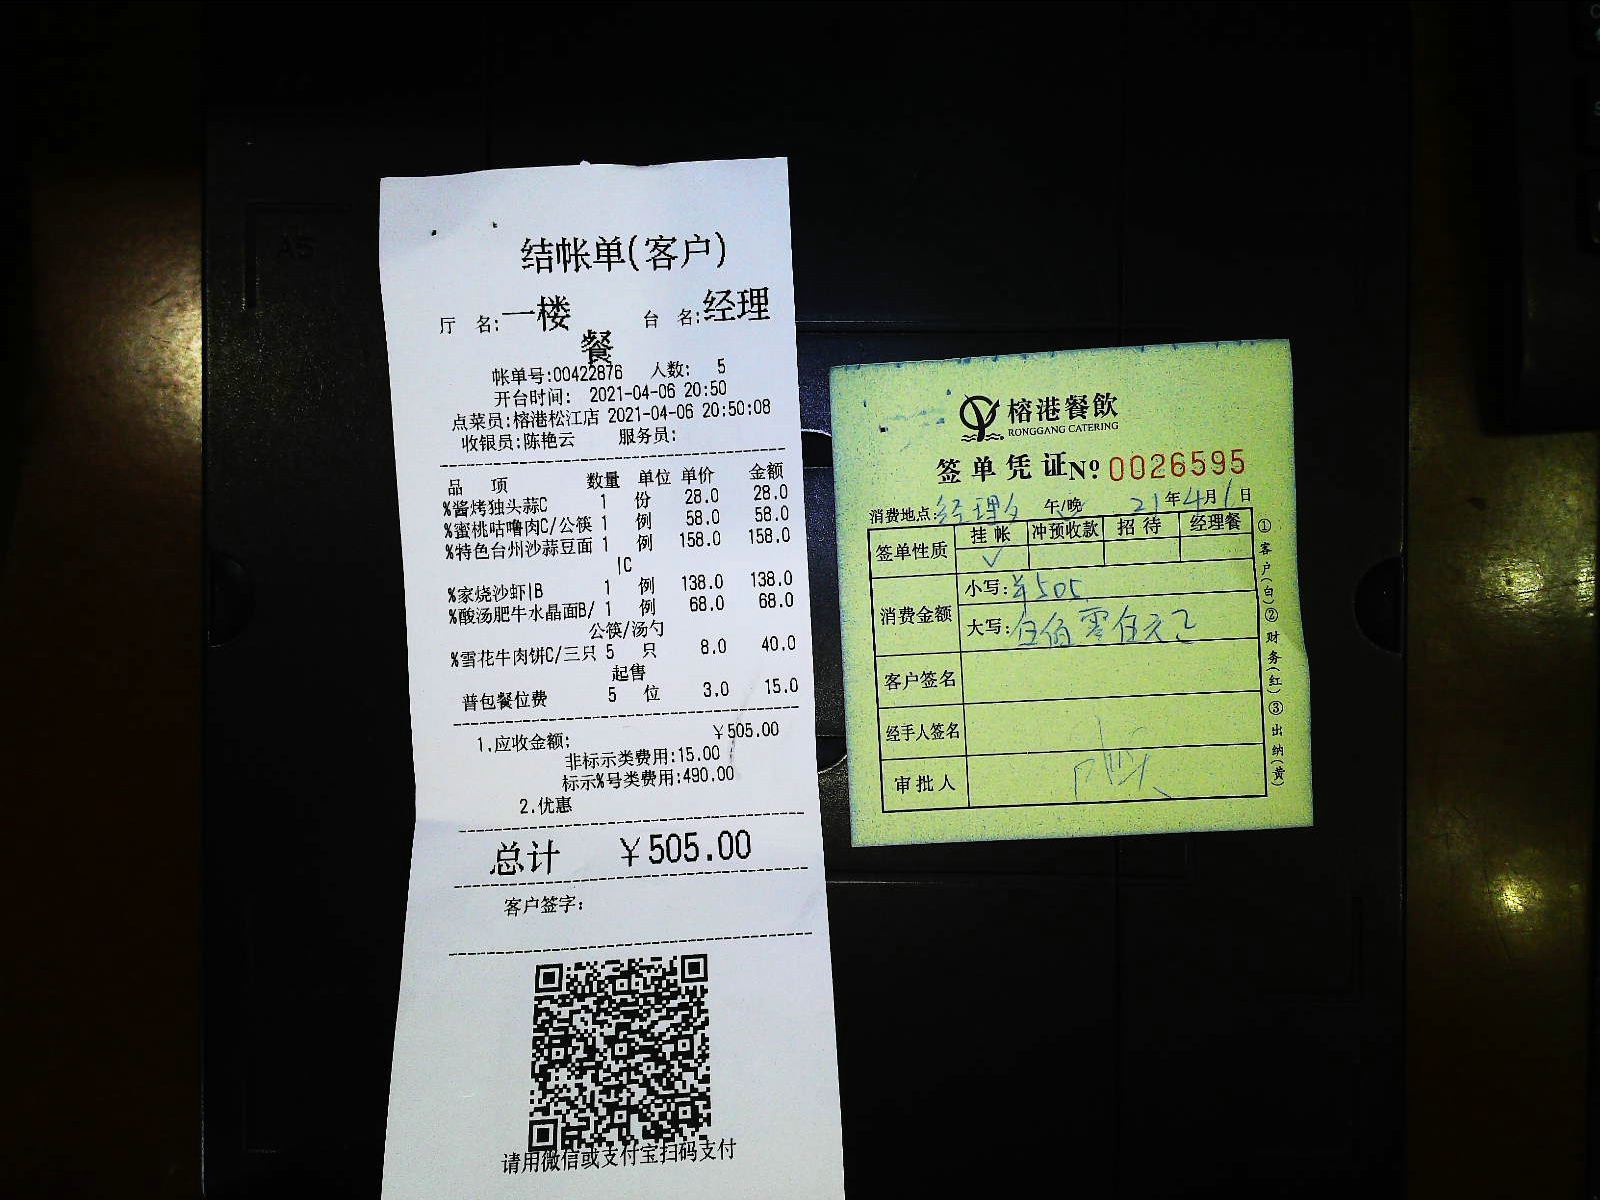 结帐单(客户)
厅 名:一楼 台 名:经理
餐
帐单号:00422876 人数: 5
开台时间: 2021-04-06 20:50
点菜员:榕港松江店 2021-04-06 20:50:08
收银员:陈艳云 服务员:
品 项 数量 单位 单价 金额
%酱烤独头蒜C 1 份 28.0 28.0
%蜜桃咕噜肉C/公筷 1 例 58.0 58.0
%特色台州沙蒜豆面 1 例 158.0 158.0
|C
%家烧沙虾|B 1 例 138.0 138.0
%酸汤肥牛水晶面B/ 1 例 68.0 68.0
公筷/汤勺
%雪花牛肉饼C/三只 5 只 8.0 40.0
起售
普包餐位费 5 位 3.0 15.0
1.应收金额: ￥505.00
非标示类费用:15.00
标示%号类费用:490.00
2.优惠
总计 ￥505.00
客户签字:
请用微信或支付宝扫码支付
A5
榕港餐飲
RONGGANG CATERING
签单凭证№ 0026595
消费地点:经理 午/晚 21年4月 日
签单性质 挂帐 冲预收款 招待 经理餐
✓
消费金额 小写:¥505
大写:伍佰零伍元
客户签名
经手人签名
审批人
①客户(白)②财务(红)③出纳(黄)